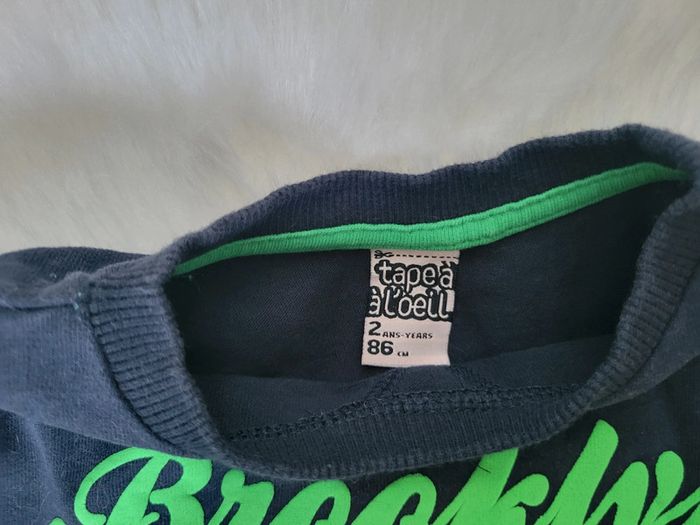 tape à
à l'oeil
2 ANS-YEARS
86 CM